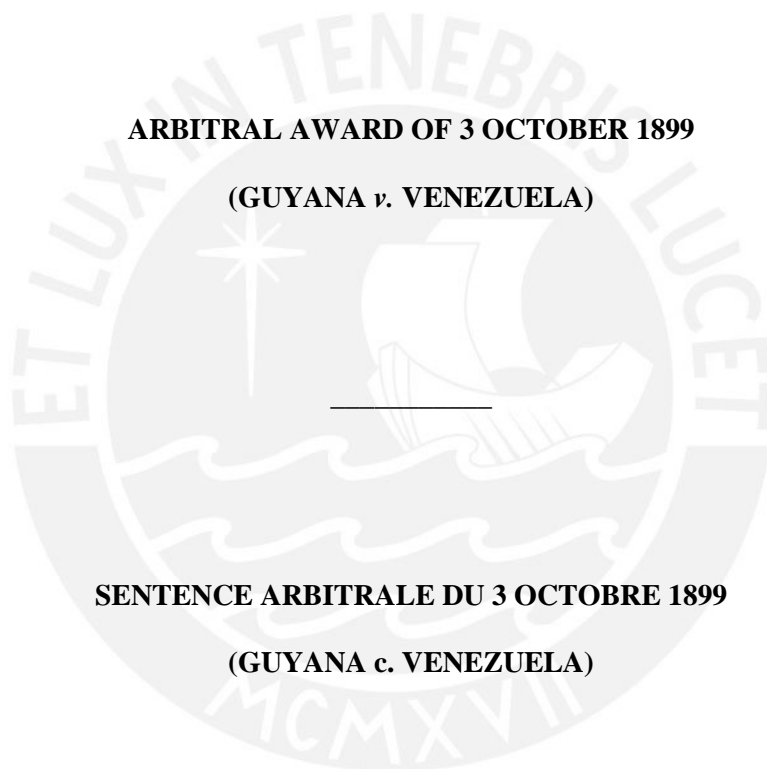 ET LUX IN TENEBRIS LUCET
ARBITRAL AWARD OF 3 OCTOBER 1899
(GUYANA v. VENEZUELA)
SENTENCE ARBITRALE DU 3 OCTOBRE 1899
(GUYANA c. VENEZUELA)
MCMXVII